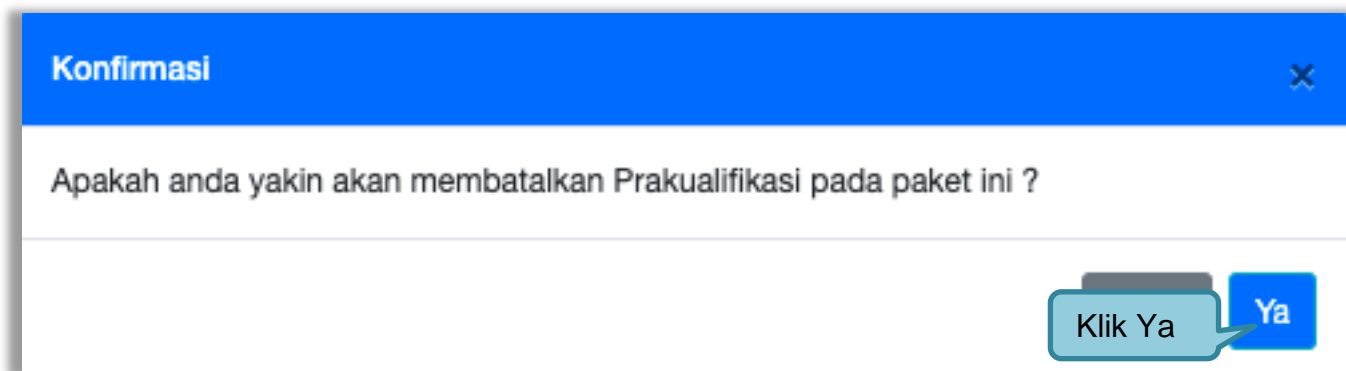 Konfirmasi
×
Apakah anda yakin akan membatalkan Prakualifikasi pada paket ini ?
Klik Ya
Ya